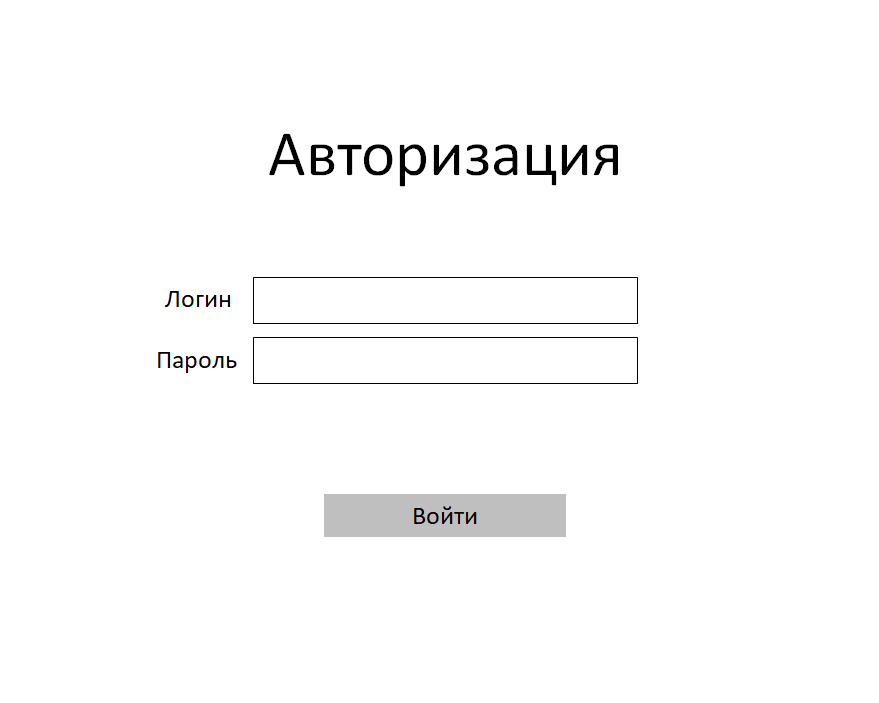 Авторизация
Логин
Пароль
Войти